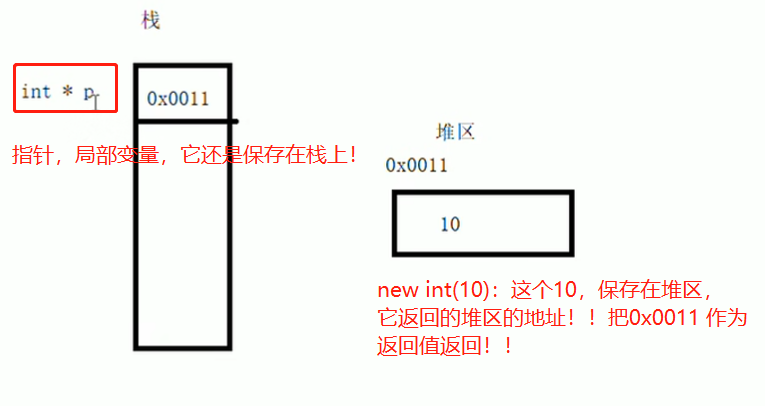 栈
int * p
0x0011
指针，局部变量，它还是保存在栈上！
堆区
0x0011
10
new int(10)：这个10，保存在堆区，
它返回的堆区的地址！！把0x0011 作为
返回值返回！！